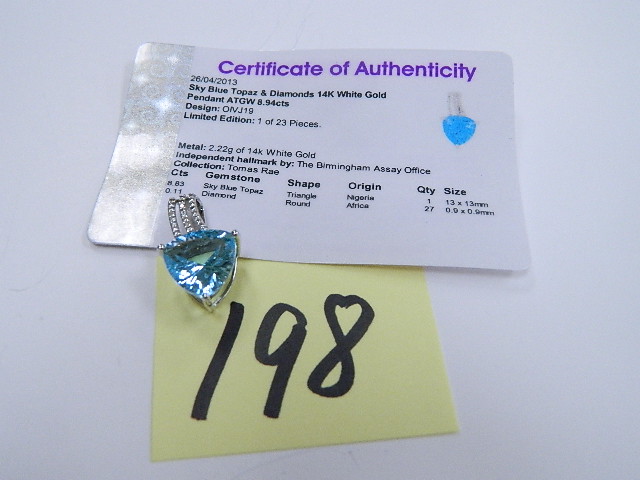 Certificate of Authenticity
26/04/2013
Sky Blue Topaz & Diamonds 14K White Gold
Pendant ATGW 8.94cts
Design: OIVJ19
Limited Edition: 1 of 23 Pieces.
Metal: 2.22g of 14k White Gold
Independent hallmark by: The Birmingham Assay Office
Collection: Tomas Rae
Cts Gemstone Shape Origin Qty Size
8.83 Sky Blue Topaz Triangle Nigeria 1 13 x 13mm
0.11 Diamond Round Africa 27 0.9 x 0.9mm
198